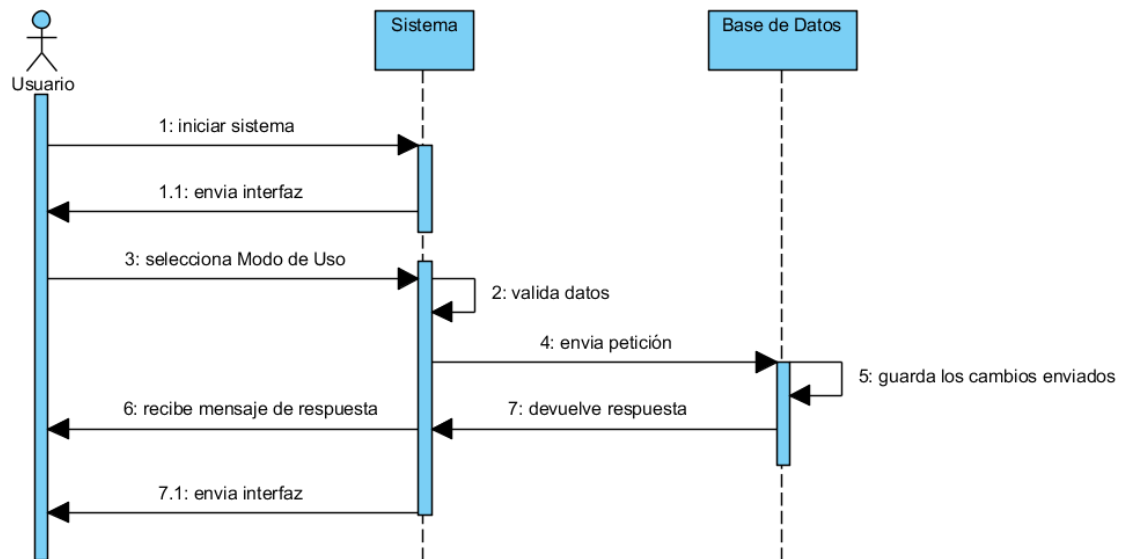 Sistema
Base de Datos
Usuario
1: iniciar sistema
1.1: envia interfaz
3: selecciona Modo de Uso
2: valida datos
4: envia petición
5: guarda los cambios enviados
6: recibe mensaje de respuesta
7: devuelve respuesta
7.1: envia interfaz